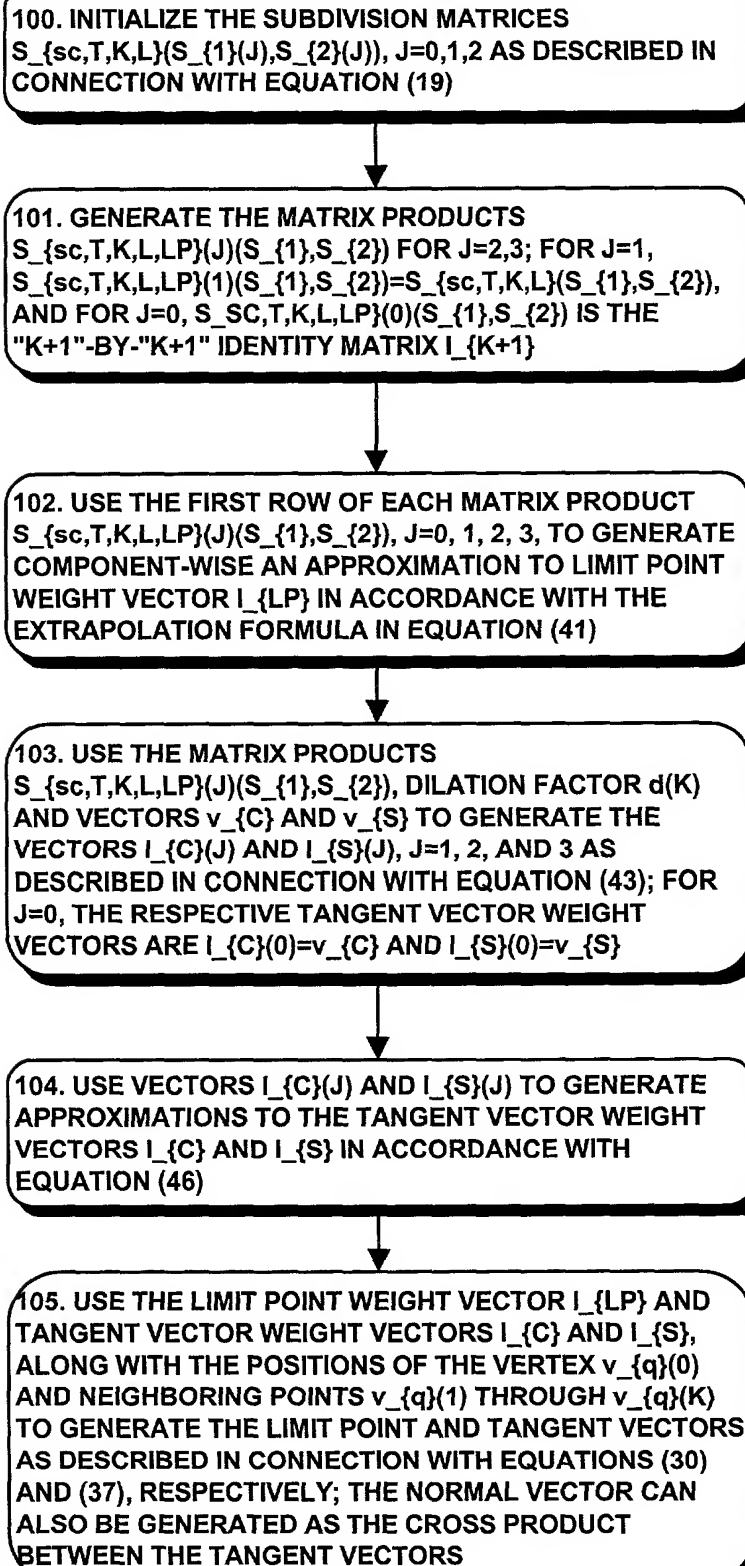 100. INITIALIZE THE SUBDIVISION MATRICES
S_{sc,T,K,L}(S_{1}(J),S_{2}(J)), J=0,1,2 AS DESCRIBED IN
CONNECTION WITH EQUATION (19)
101. GENERATE THE MATRIX PRODUCTS
S_{sc,T,K,L,LP}(J)(S_{1},S_{2}) FOR J=2,3; FOR J=1,
S_{sc,T,K,L,LP}(1)(S_{1},S_{2})=S_{sc,T,K,L}(S_{1},S_{2}),
AND FOR J=0, S_SC,T,K,L,LP}(0)(S_{1},S_{2}) IS THE
"K+1"-BY-"K+1" IDENTITY MATRIX I_{K+1}
102. USE THE FIRST ROW OF EACH MATRIX PRODUCT
S_{sc,T,K,L,LP}(J)(S_{1},S_{2}), J=0, 1, 2, 3, TO GENERATE
COMPONENT-WISE AN APPROXIMATION TO LIMIT POINT
WEIGHT VECTOR l_{LP} IN ACCORDANCE WITH THE
EXTRAPOLATION FORMULA IN EQUATION (41)
103. USE THE MATRIX PRODUCTS
S_{sc,T,K,L,LP}(J)(S_{1},S_{2}), DILATION FACTOR d(K)
AND VECTORS v_{C} AND v_{S} TO GENERATE THE
VECTORS l_{C}(J) AND l_{S}(J), J=1, 2, AND 3 AS
DESCRIBED IN CONNECTION WITH EQUATION (43); FOR
J=0, THE RESPECTIVE TANGENT VECTOR WEIGHT
VECTORS ARE l_{C}(0)=v_{C} AND l_{S}(0)=v_{S}
104. USE VECTORS l_{C}(J) AND l_{S}(J) TO GENERATE
APPROXIMATIONS TO THE TANGENT VECTOR WEIGHT
VECTORS l_{C} AND l_{S} IN ACCORDANCE WITH
EQUATION (46)
105. USE THE LIMIT POINT WEIGHT VECTOR l_{LP} AND
TANGENT VECTOR WEIGHT VECTORS l_{C} AND l_{S},
ALONG WITH THE POSITIONS OF THE VERTEX v_{q}(0)
AND NEIGHBORING POINTS v_{q}(1) THROUGH v_{q}(K)
TO GENERATE THE LIMIT POINT AND TANGENT VECTORS
AS DESCRIBED IN CONNECTION WITH EQUATIONS (30)
AND (37), RESPECTIVELY; THE NORMAL VECTOR CAN
ALSO BE GENERATED AS THE CROSS PRODUCT
BETWEEN THE TANGENT VECTORS